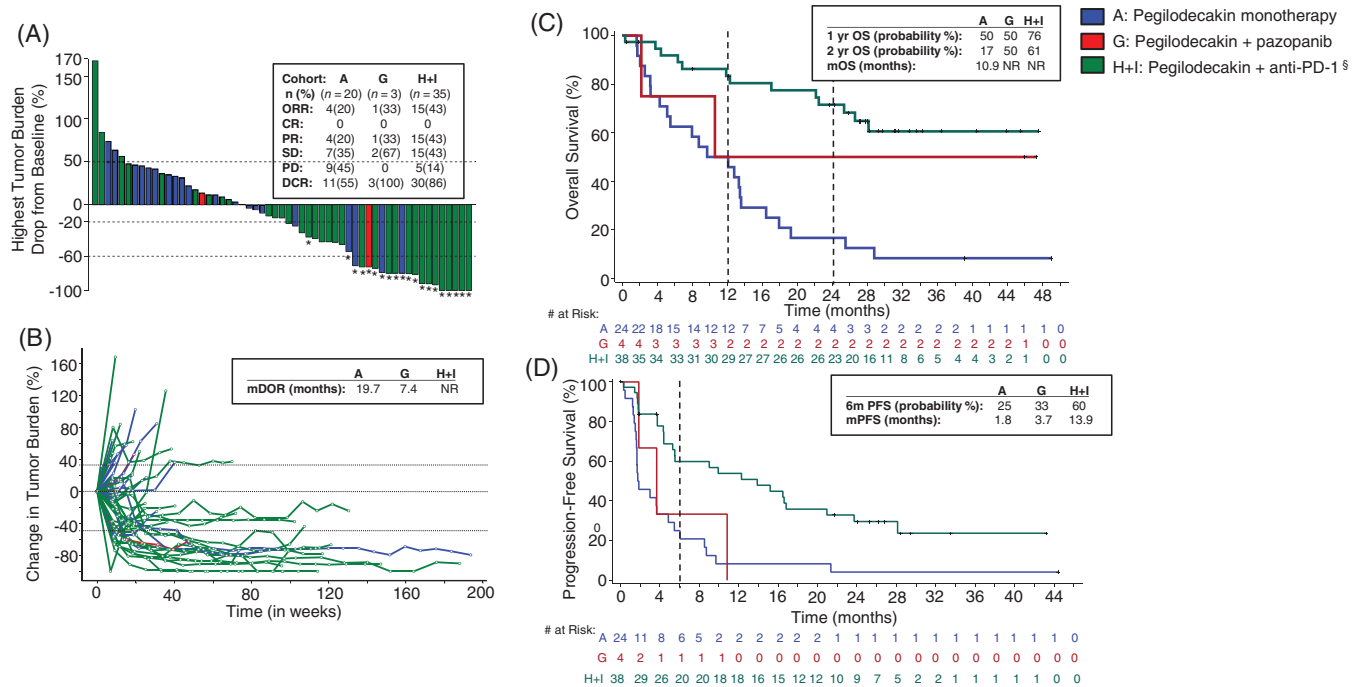 (A)
Highest Tumor Burden
Drop from Baseline (%)
170
150
100
50
0
-20
-60
-100
Cohort: A G H+I
n (%) (n = 20) (n = 3) (n = 35)
ORR: 4(20) 1(33) 15(43)
CR: 0 0 0
PR: 4(20) 1(33) 15(43)
SD: 7(35) 2(67) 15(43)
PD: 9(45) 0 5(14)
DCR: 11(55) 3(100) 30(86)
* * * * * * * * * * * * * * * * * * *
(B)
Change in Tumor Burden (%)
160
120
80
40
0
-40
-80
A G H+I
mDOR (months): 19.7 7.4 NR
0 40 80 120 160 200
Time (in weeks)
(C)
Overall Survival (%)
100
80
60
40
20
0
A G H+I
1 yr OS (probability %): 50 50 76
2 yr OS (probability %): 17 50 61
mOS (months): 10.9 NR NR
A: Pegilodecakin monotherapy
G: Pegilodecakin + pazopanib
H+I: Pegilodecakin + anti-PD-1 §
0 4 8 12 16 20 24 28 32 36 40 44 48
Time (months)
# at Risk:
A 24 22 18 15 14 12 12 7 7 5 4 4 3 3 2 2 2 2 2 1 1 1 1 0
G 4 4 3 3 3 3 2 2 2 2 2 2 2 2 2 2 2 2 2 2 2 2 0 0
H+I 38 35 34 33 31 30 29 27 27 26 26 23 20 16 11 8 6 5 4 4 3 2 1 0 0
(D)
Progression-Free Survival (%)
100
80
60
40
0
20
0
A G H+I
6m PFS (probability %): 25 33 60
mPFS (months): 1.8 3.7 13.9
0 4 8 12 16 20 24 28 32 36 40 44
Time (months)
# at Risk:
A 24 11 8 6 5 2 2 2 2 2 2 1 1 1 1 1 1 1 1 1 1 1 0
G 4 2 1 1 1 1 0 0 0 0 0 0 0 0 0 0 0 0 0 0 0 0 0 0
H+I 38 29 26 20 20 18 18 16 15 12 12 10 9 7 5 2 2 1 1 1 1 1 0 0